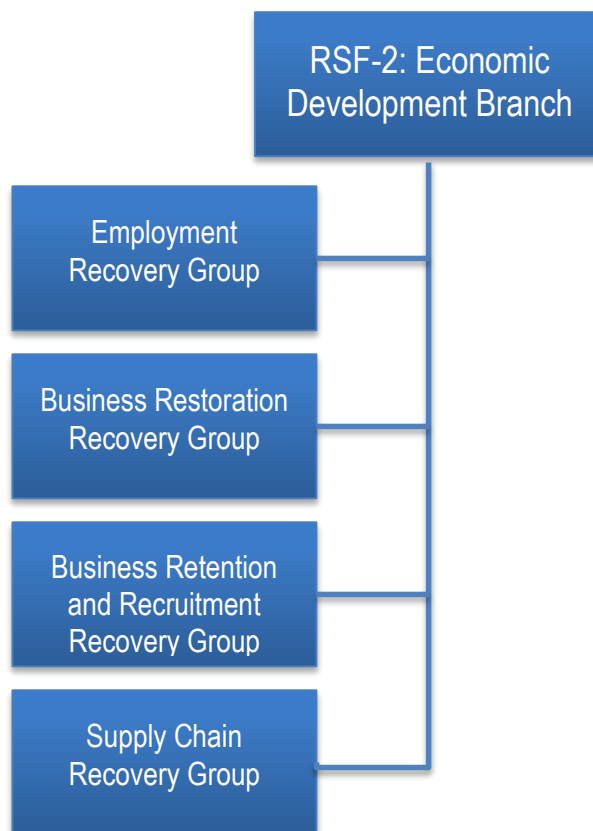 RSF-2: Economic
Development Branch
Employment
Recovery Group
Business Restoration
Recovery Group
Business Retention
and Recruitment
Recovery Group
Supply Chain
Recovery Group